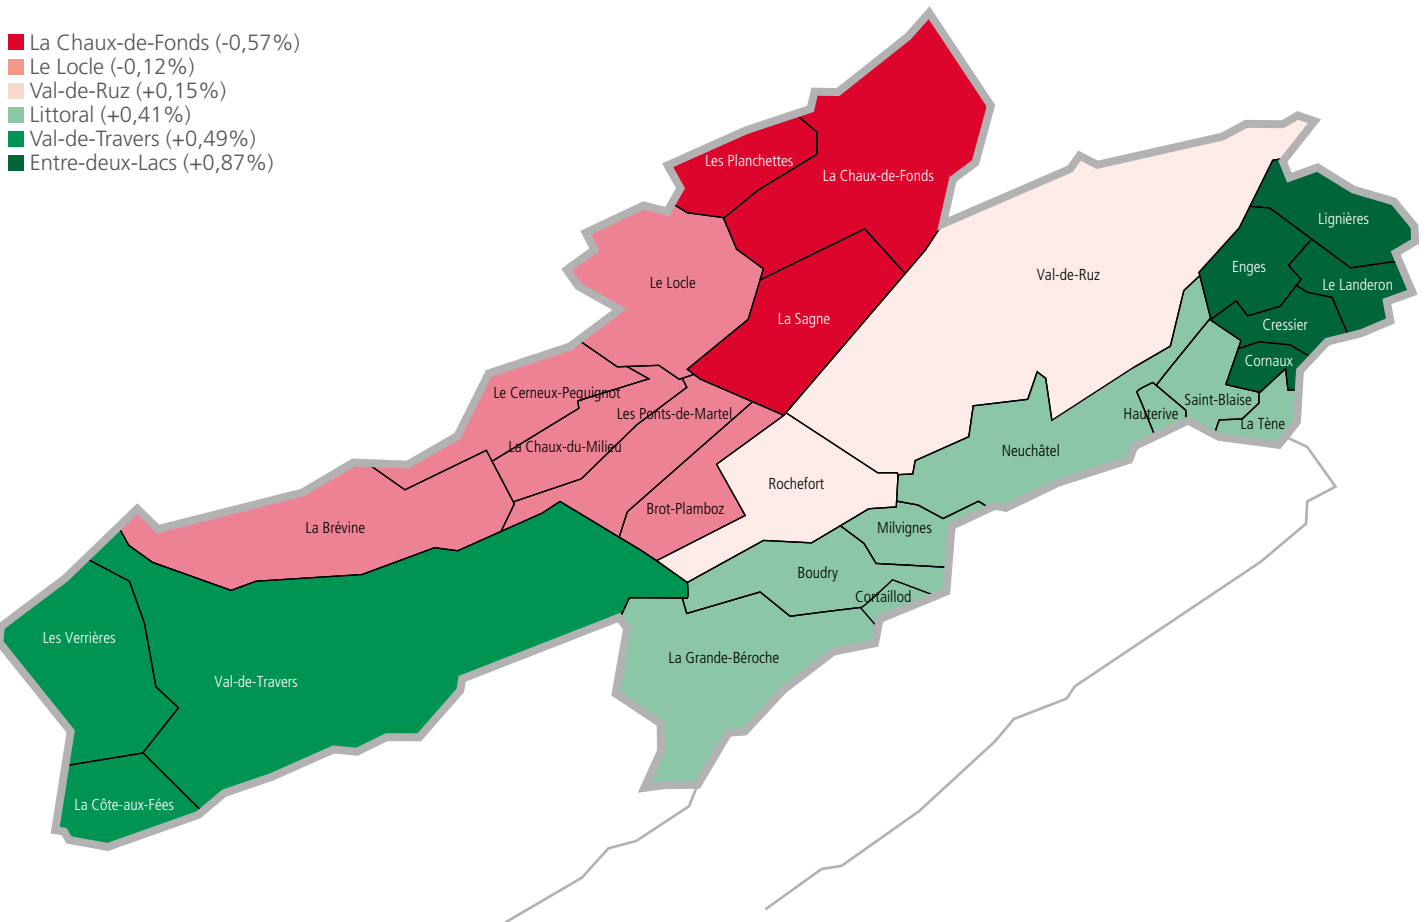 La Chaux-de-Fonds (-0,57%)
Le Locle (-0,12%)
Val-de-Ruz (+0,15%)
Littoral (+0,41%)
Val-de-Travers (+0,49%)
Entre-deux-Lacs (+0,87%)
Les Planchettes
La Chaux-de-Fonds
Lignières
Enges
Val-de-Ruz
Le Locle
Le Landeron
La Sagne
Cressier
Cornaux
Le Cerneux-Pequignot
Saint-Blaise
Les Ponts-de-Martel
Hauterive
La Tène
La Chaux-du-Milieu
Neuchâtel
Rochefort
Brot-Plamboz
La Brévine
Milvignes
Boudry
Cortaillod
Les Verrières
La Grande-Béroche
Val-de-Travers
La Côte-aux-Fées